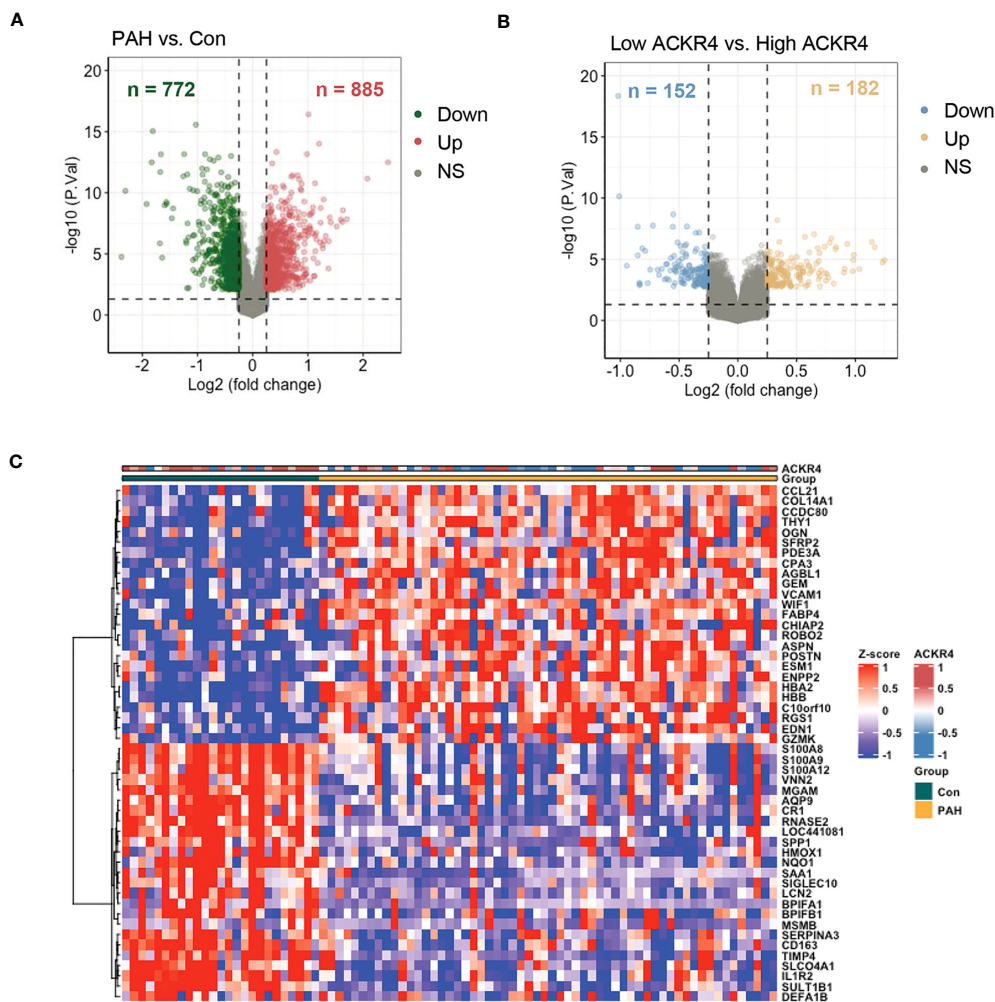 A
PAH vs. Con
n = 772
n = 885
20
15
10
5
0
-log10 (P.Val)
-2
-1
0
1
2
Log2 (fold change)
Down
Up
NS
B
Low ACKR4 vs. High ACKR4
n = 152
n = 182
20
15
10
5
0
-log10 (P.Val)
-1.0
-0.5
0.0
0.5
1.0
Log2 (fold change)
Down
Up
NS
C
ACKR4
Group
CCL21
COL14A1
CCDC80
THY1
OGN
SFRP2
PDE3A
CPA3
AGBL1
GEM
VCAM1
WIF1
FABP4
CHIAP2
ROBO2
ASPN
POSTN
ESM1
ENPP2
HBA2
HBB
C10orf10
RGS1
EDN1
GZMK
S100A8
S100A9
S100A12
VNN2
MGAM
AQP9
CR1
RNASE2
LOC441081
SPP1
HMOX1
NQO1
SAA1
SIGLEC10
LCN2
BPIFA1
BPIFB1
MSMB
SERPINA3
CD163
TIMP4
SLCO4A1
IL1R2
SULT1B1
DEFA1B
Z-score
1
0.5
0
-0.5
-1
ACKR4
1
0.5
0
-0.5
-1
Group
Con
PAH